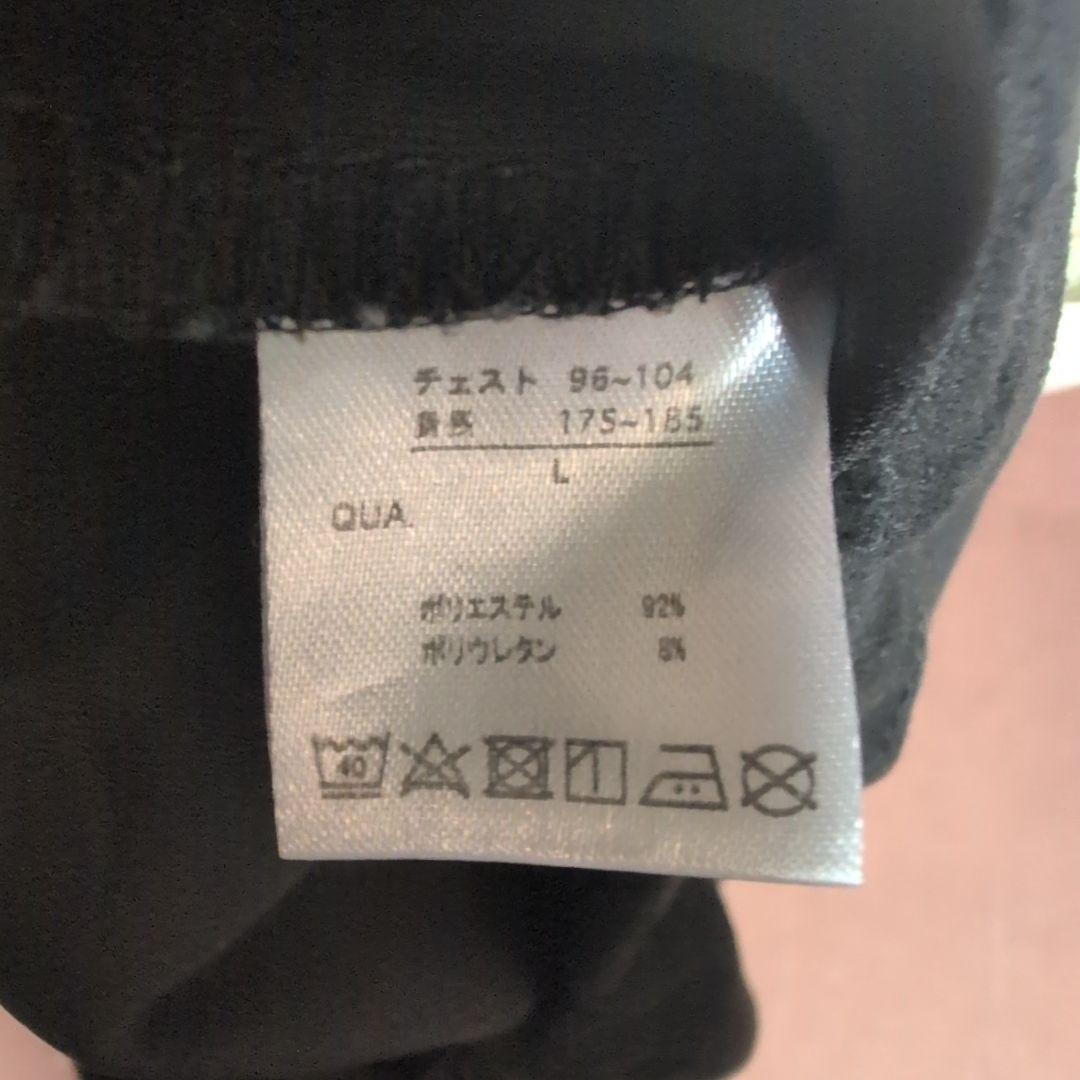 チェスト 96~104
身長 175~185
L
QUA.
ポリエステル 92%
ポリウレタン 8%
40